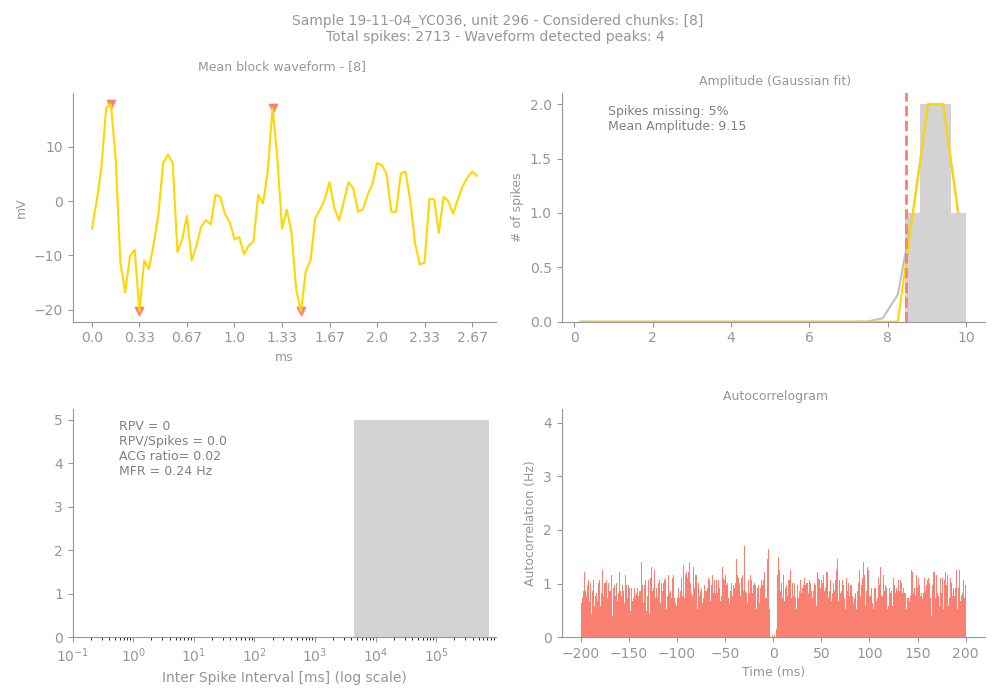 Sample 19-11-04_YC036, unit 296 - Considered chunks: [8]
Total spikes: 2713 - Waveform detected peaks: 4
Mean block waveform - [8]
mV
10
0
−10
−20
0.0 0.33 0.67 1.0 1.33 1.67 2.0 2.33 2.67
ms
Amplitude (Gaussian fit)
Spikes missing: 5%
Mean Amplitude: 9.15
# of spikes
2.0
1.5
1.0
0.5
0.0
0 2 4 6 8 10
RPV = 0
RPV/Spikes = 0.0
ACG ratio= 0.02
MFR = 0.24 Hz
5
4
3
2
1
0
10⁻¹ 10⁰ 10¹ 10² 10³ 10⁴ 10⁵
Inter Spike Interval [ms] (log scale)
Autocorrelogram
Autocorrelation (Hz)
4
3
2
1
0
−200 −150 −100 −50 0 50 100 150 200
Time (ms)